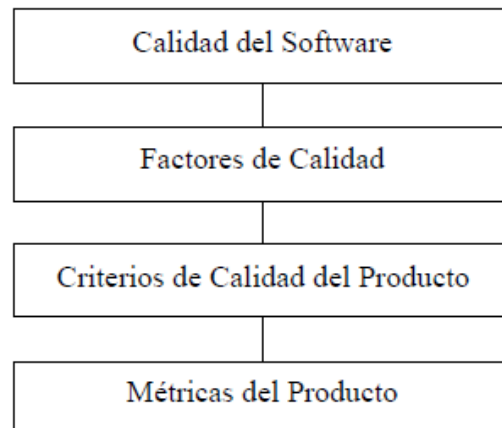 Calidad del Software
Factores de Calidad
Criterios de Calidad del Producto
Métricas del Producto